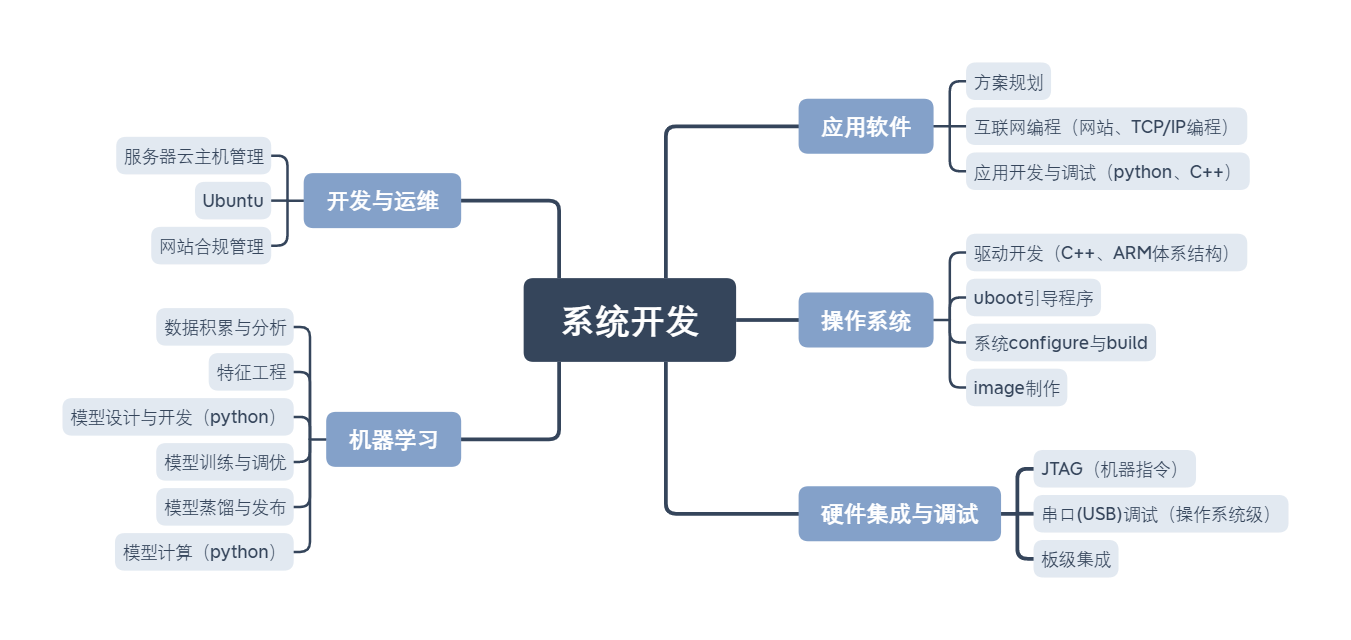 系统开发
应用软件
方案规划
互联网编程（网站、TCP/IP编程）
应用开发与调试（python、C++）
操作系统
驱动开发（C++、ARM体系结构）
uboot引导程序
系统configure与build
image制作
硬件集成与调试
JTAG（机器指令）
串口(USB)调试（操作系统级）
板级集成
开发与运维
服务器云主机管理
Ubuntu
网站合规管理
机器学习
数据积累与分析
特征工程
模型设计与开发（python）
模型训练与调优
模型蒸馏与发布
模型计算（python）